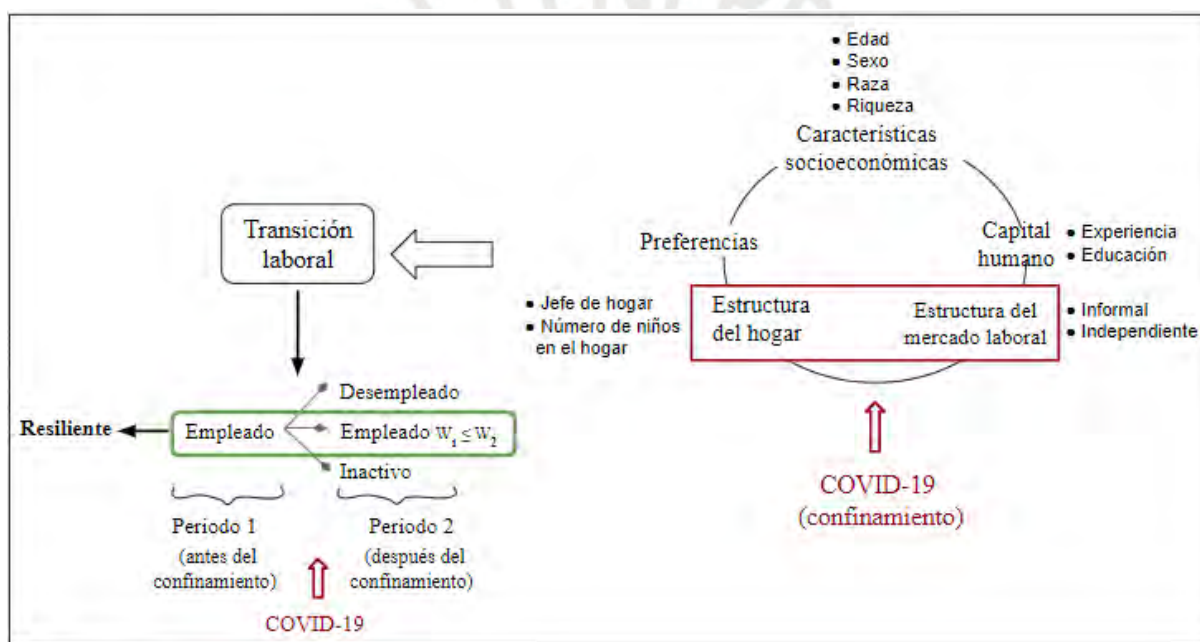 • Edad
• Sexo
• Raza
• Riqueza
Características
socioeconómicas
Transición
laboral
Preferencias
Capital
humano
• Experiencia
• Educación
• Jefe de hogar
• Número de niños
en el hogar
Estructura
del hogar
Estructura del
mercado laboral
• Informal
• Independiente
Desempleado
Resiliente
Empleado
Empleado W₁ ≤ W₂
Inactivo
COVID-19
(confinamiento)
Periodo 1
(antes del
confinamiento)
Periodo 2
(después del
confinamiento)
COVID-19